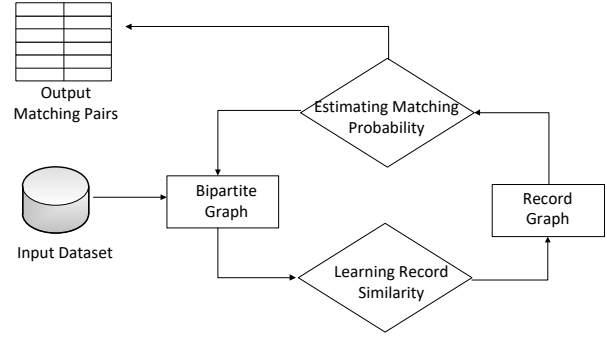 Output
Matching Pairs
Estimating Matching
Probability
Bipartite
Graph
Record
Graph
Input Dataset
Learning Record
Similarity